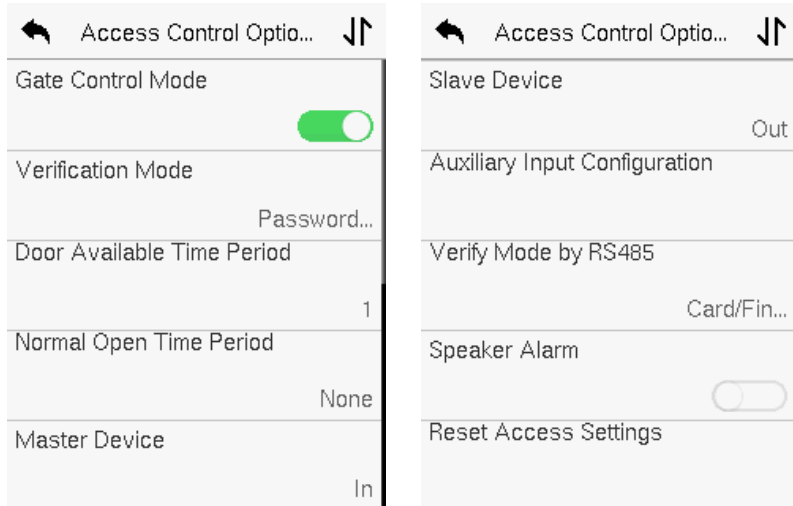 Access Control Optio...
Gate Control Mode
Verification Mode
Password...
Door Available Time Period
1
Normal Open Time Period
None
Master Device
In
Access Control Optio...
Slave Device
Out
Auxiliary Input Configuration
Verify Mode by RS485
Card/Fin...
Speaker Alarm
Reset Access Settings